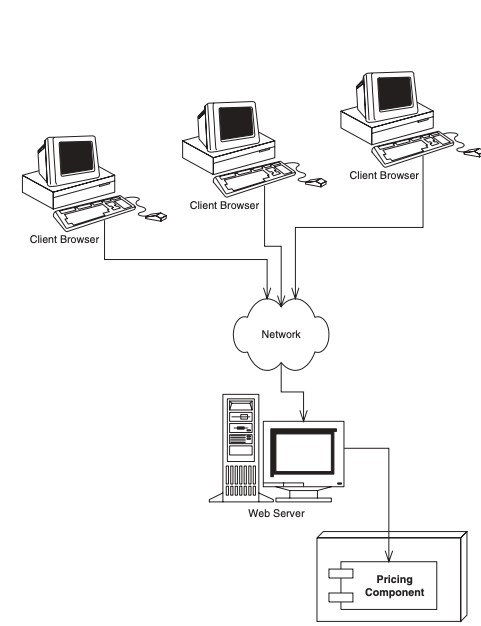 Client Browser
Client Browser
Client Browser
Network
Web Server
Pricing
Component